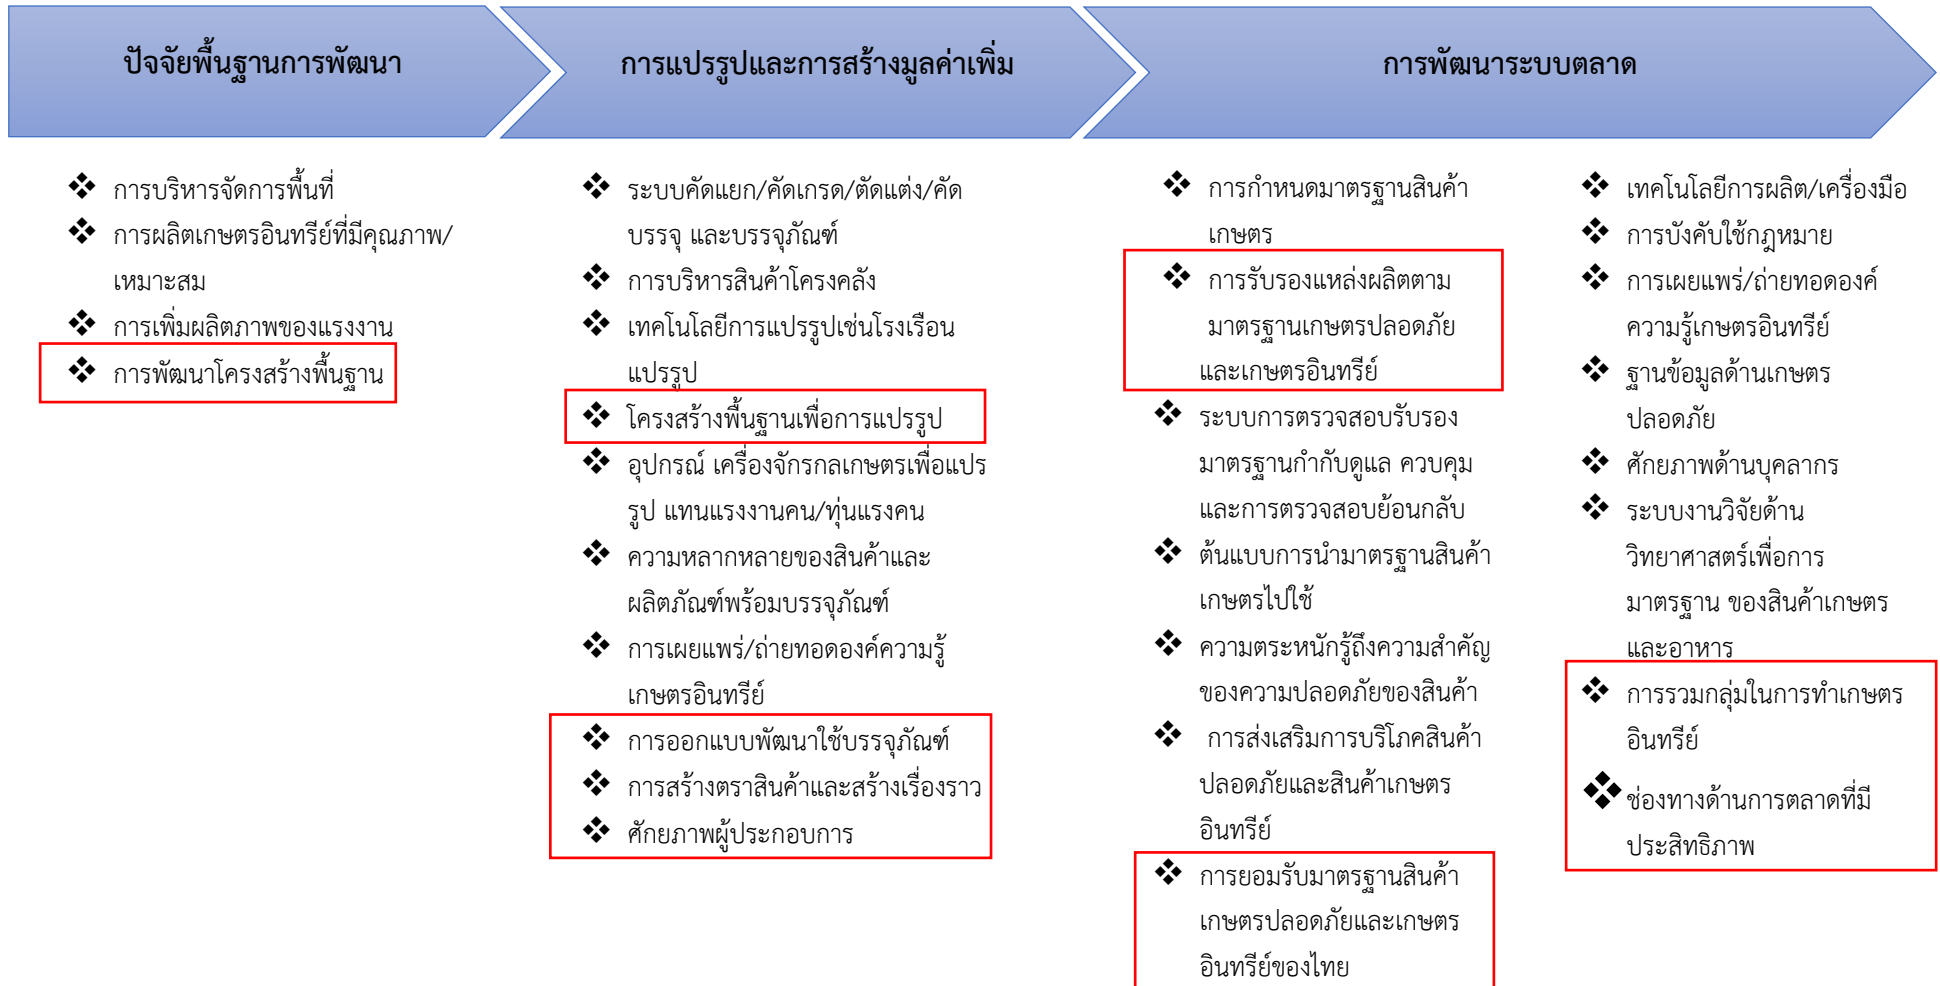 ปัจจัยพื้นฐานการพัฒนา
การแปรรูปและการสร้างมูลค่าเพิ่ม
การพัฒนาระบบตลาด
❖ การบริหารจัดการพื้นที่
❖ การผลิตเกษตรอินทรีย์ที่มีคุณภาพ/
เหมาะสม
❖ การเพิ่มผลิตภาพของแรงงาน
❖ การพัฒนาโครงสร้างพื้นฐาน
❖ ระบบคัดแยก/คัดเกรด/ตัดแต่ง/คัด
บรรจุ และบรรจุภัณฑ์
❖ การบริหารสินค้าโครงคลัง
❖ เทคโนโลยีการแปรรูปเช่นโรงเรือน
แปรรูป
❖ โครงสร้างพื้นฐานเพื่อการแปรรูป
❖ อุปกรณ์ เครื่องจักรกลเกษตรเพื่อแปร
รูป แทนแรงงานคน/ทุ่นแรงคน
❖ ความหลากหลายของสินค้าและ
ผลิตภัณฑ์พร้อมบรรจุภัณฑ์
❖ การเผยแพร่/ถ่ายทอดองค์ความรู้
เกษตรอินทรีย์
❖ การออกแบบพัฒนาใช้บรรจุภัณฑ์
❖ การสร้างตราสินค้าและสร้างเรื่องราว
❖ ศักยภาพผู้ประกอบการ
❖ การกำหนดมาตรฐานสินค้า
เกษตร
❖ การรับรองแหล่งผลิตตาม
มาตรฐานเกษตรปลอดภัย
และเกษตรอินทรีย์
❖ ระบบการตรวจสอบรับรอง
มาตรฐานกำกับดูแล ควบคุม
และการตรวจสอบย้อนกลับ
❖ ต้นแบบการนำมาตรฐานสินค้า
เกษตรไปใช้
❖ ความตระหนักรู้ถึงความสำคัญ
ของความปลอดภัยของสินค้า
❖ การส่งเสริมการบริโภคสินค้า
ปลอดภัยและสินค้าเกษตร
อินทรีย์
❖ การยอมรับมาตรฐานสินค้า
เกษตรปลอดภัยและเกษตร
อินทรีย์ของไทย
❖ เทคโนโลยีการผลิต/เครื่องมือ
❖ การบังคับใช้กฎหมาย
❖ การเผยแพร่/ถ่ายทอดองค์
ความรู้เกษตรอินทรีย์
❖ ฐานข้อมูลด้านเกษตร
ปลอดภัย
❖ ศักยภาพด้านบุคลากร
❖ ระบบงานวิจัยด้าน
วิทยาศาสตร์เพื่อการ
มาตรฐาน ของสินค้าเกษตร
และอาหาร
❖ การรวมกลุ่มในการทำเกษตร
อินทรีย์
❖ ช่องทางด้านการตลาดที่มี
ประสิทธิภาพ